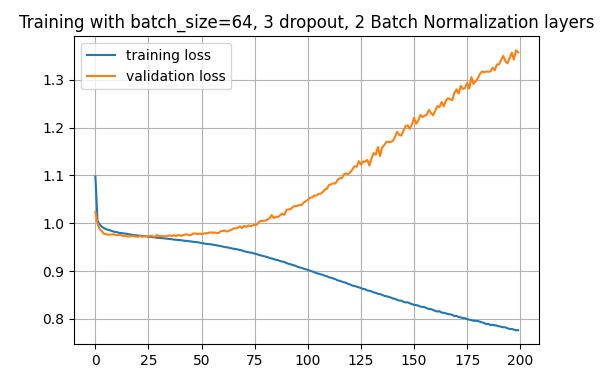 Training with batch_size=64, 3 dropout, 2 Batch Normalization layers
training loss
validation loss
1.3
1.2
1.1
1.0
0.9
0.8
0 25 50 75 100 125 150 175 200